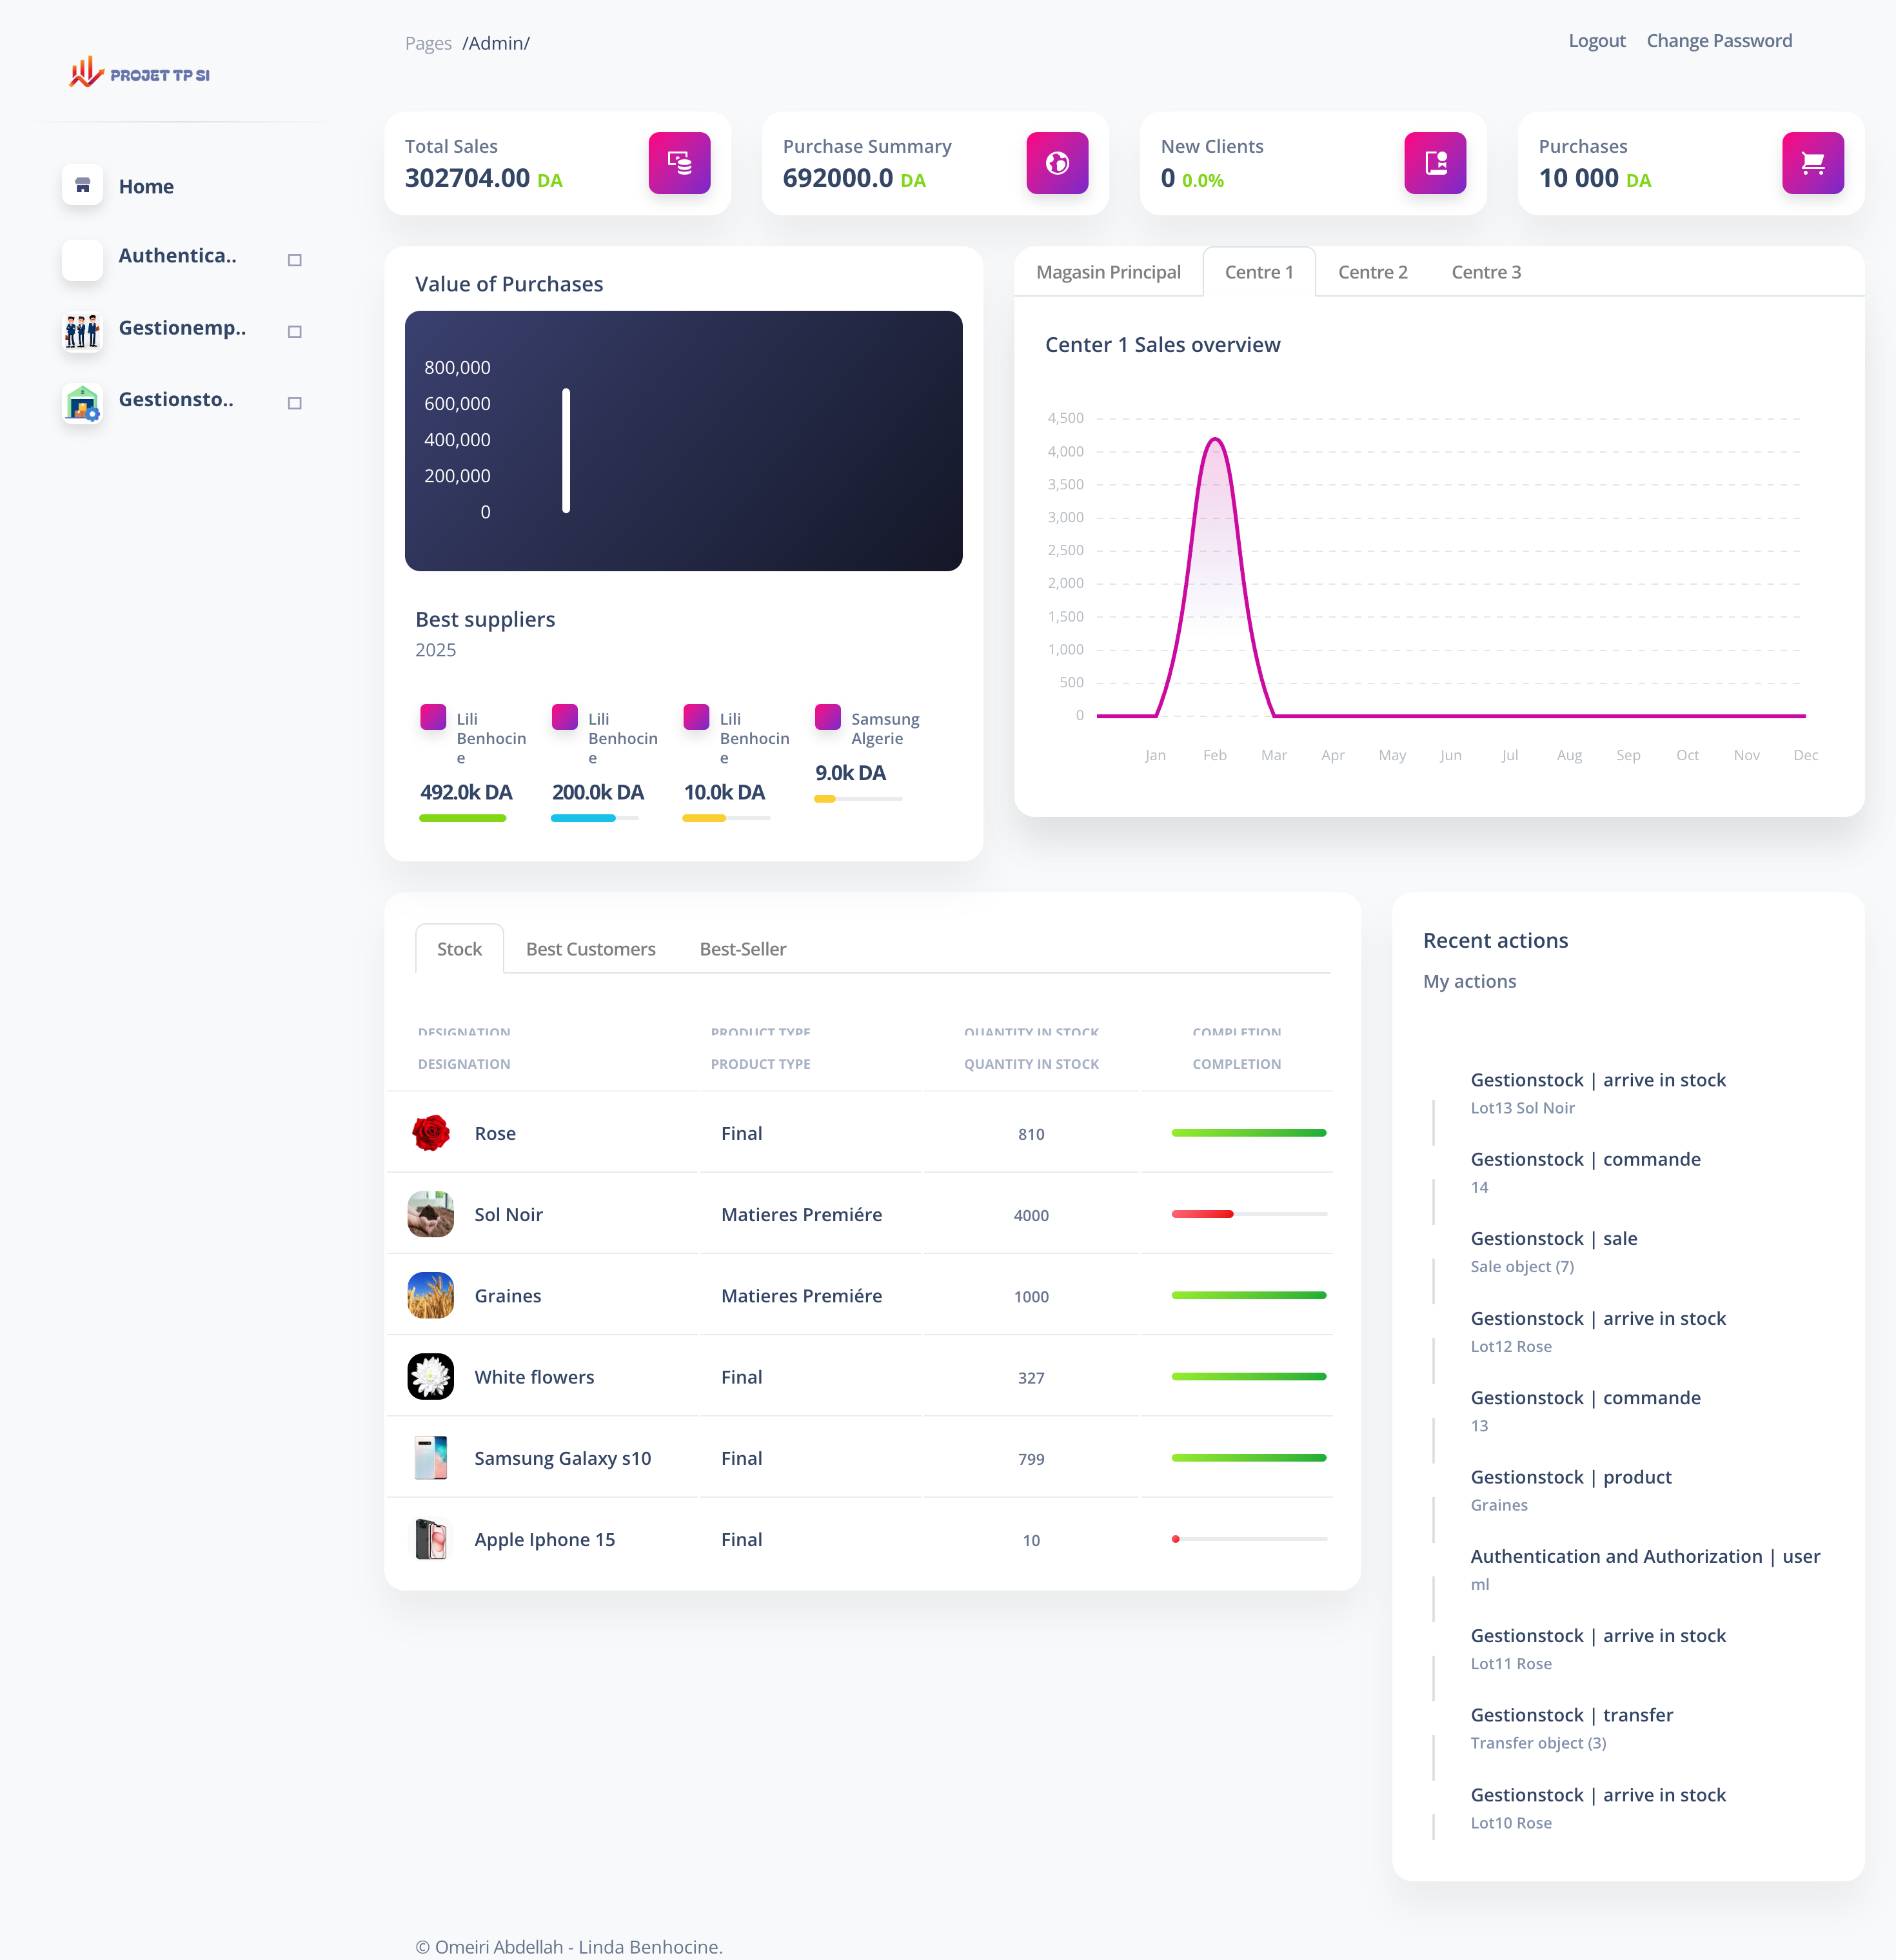 PROJET TP SI
Home
Authentica..
Gestionemp..
Gestionsto..
Pages /Admin/
Logout Change Password
Total Sales
302704.00 DA
Purchase Summary
692000.0 DA
New Clients
0 0.0%
Purchases
10 000 DA
Value of Purchases
800,000
600,000
400,000
200,000
0
Best suppliers
2025
Lili
Benhocin
e
492.0k DA
Lili
Benhocin
e
200.0k DA
Lili
Benhocin
e
10.0k DA
Samsung
Algerie
9.0k DA
Magasin Principal Centre 1 Centre 2 Centre 3
Center 1 Sales overview
4,500
4,000
3,500
3,000
2,500
2,000
1,500
1,000
500
0
Jan Feb Mar Apr May Jun Jul Aug Sep Oct Nov Dec
Stock Best Customers Best-Seller
DESIGNATION PRODUCT TYPE QUANTITY IN STOCK COMPLETION
DESIGNATION PRODUCT TYPE QUANTITY IN STOCK COMPLETION
Rose Final 810
Sol Noir Matieres Premiére 4000
Graines Matieres Premiére 1000
White flowers Final 327
Samsung Galaxy s10 Final 799
Apple Iphone 15 Final 10
Recent actions
My actions
Gestionstock | arrive in stock
Lot13 Sol Noir
Gestionstock | commande
14
Gestionstock | sale
Sale object (7)
Gestionstock | arrive in stock
Lot12 Rose
Gestionstock | commande
13
Gestionstock | product
Graines
Authentication and Authorization | user
ml
Gestionstock | arrive in stock
Lot11 Rose
Gestionstock | transfer
Transfer object (3)
Gestionstock | arrive in stock
Lot10 Rose
© Omeiri Abdellah - Linda Benhocine.